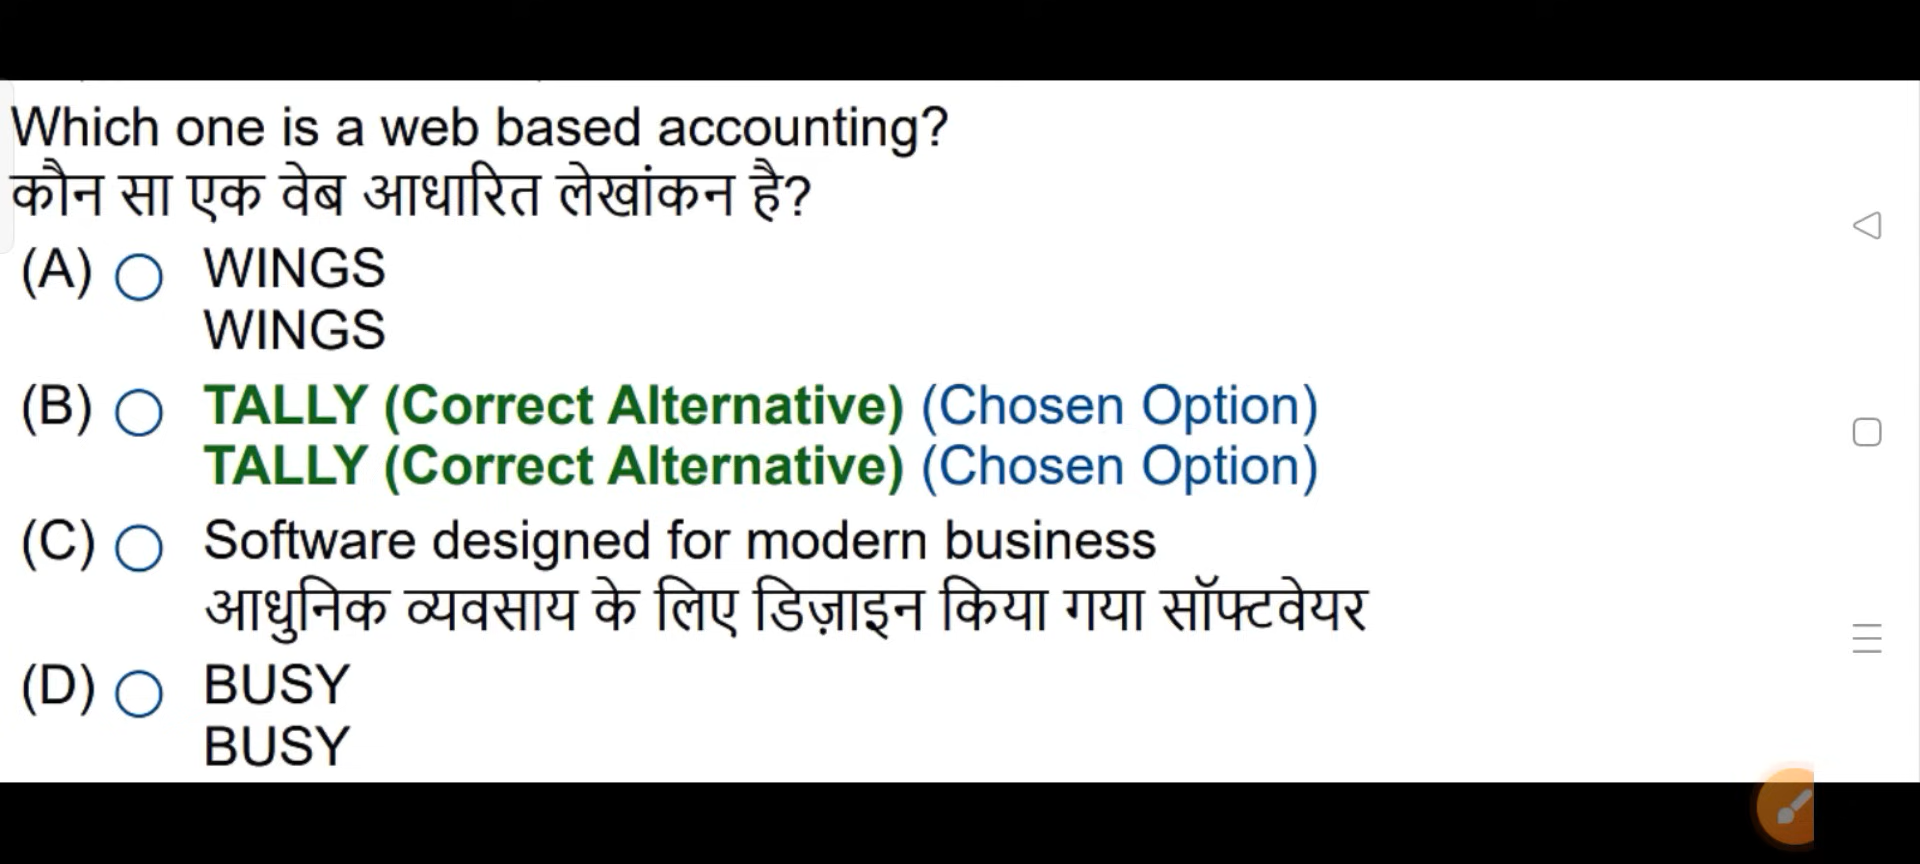 Which one is a web based accounting?
कौन सा एक वेब आधारित लेखांकन है?
(A) WINGS
WINGS
(B) TALLY (Correct Alternative) (Chosen Option)
TALLY (Correct Alternative) (Chosen Option)
(C) Software designed for modern business
आधुनिक व्यवसाय के लिए डिज़ाइन किया गया सॉफ्टवेयर
(D) BUSY
BUSY